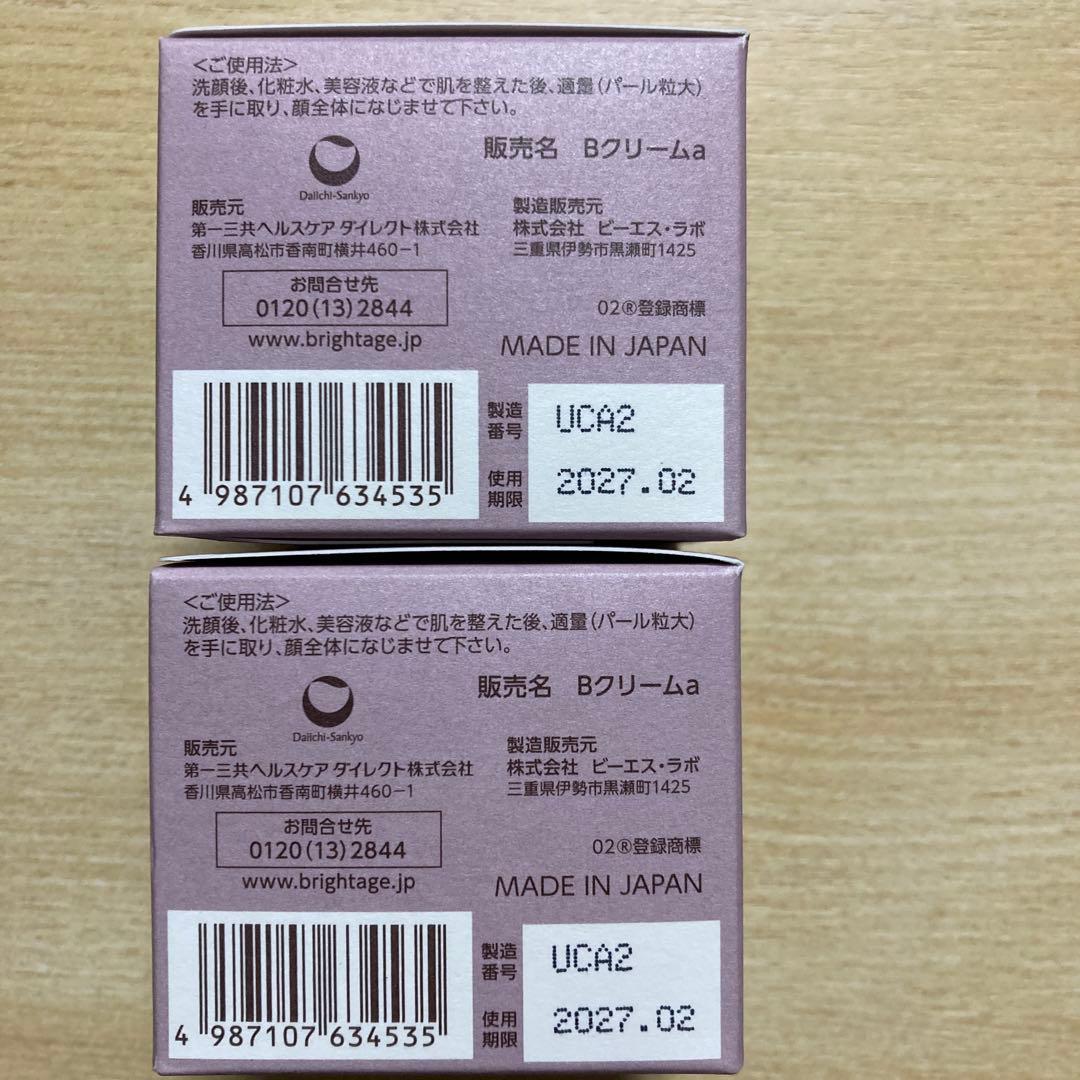 <ご使用法>
洗顔後、化粧水、美容液などで肌を整えた後、適量(パール粒大)
を手に取り、顔全体になじませて下さい。
販売名 Bクリームa
Daiichi-Sankyo
販売元
第一三共ヘルスケア ダイレクト株式会社
香川県高松市香南町横井460-1
製造販売元
株式会社 ビーエス・ラボ
三重県伊勢市黒瀬町1425
お問合せ先
0120(13)2844
www.brightage.jp
02®登録商標
MADE IN JAPAN
4 987107 634535
製造番号 UCA2
使用期限 2027.02
<ご使用法>
洗顔後、化粧水、美容液などで肌を整えた後、適量(パール粒大)
を手に取り、顔全体になじませて下さい。
販売名 Bクリームa
Daiichi-Sankyo
販売元
第一三共ヘルスケア ダイレクト株式会社
香川県高松市香南町横井460-1
製造販売元
株式会社 ビーエス・ラボ
三重県伊勢市黒瀬町1425
お問合せ先
0120(13)2844
www.brightage.jp
02®登録商標
MADE IN JAPAN
4 987107 634535
製造番号 UCA2
使用期限 2027.02